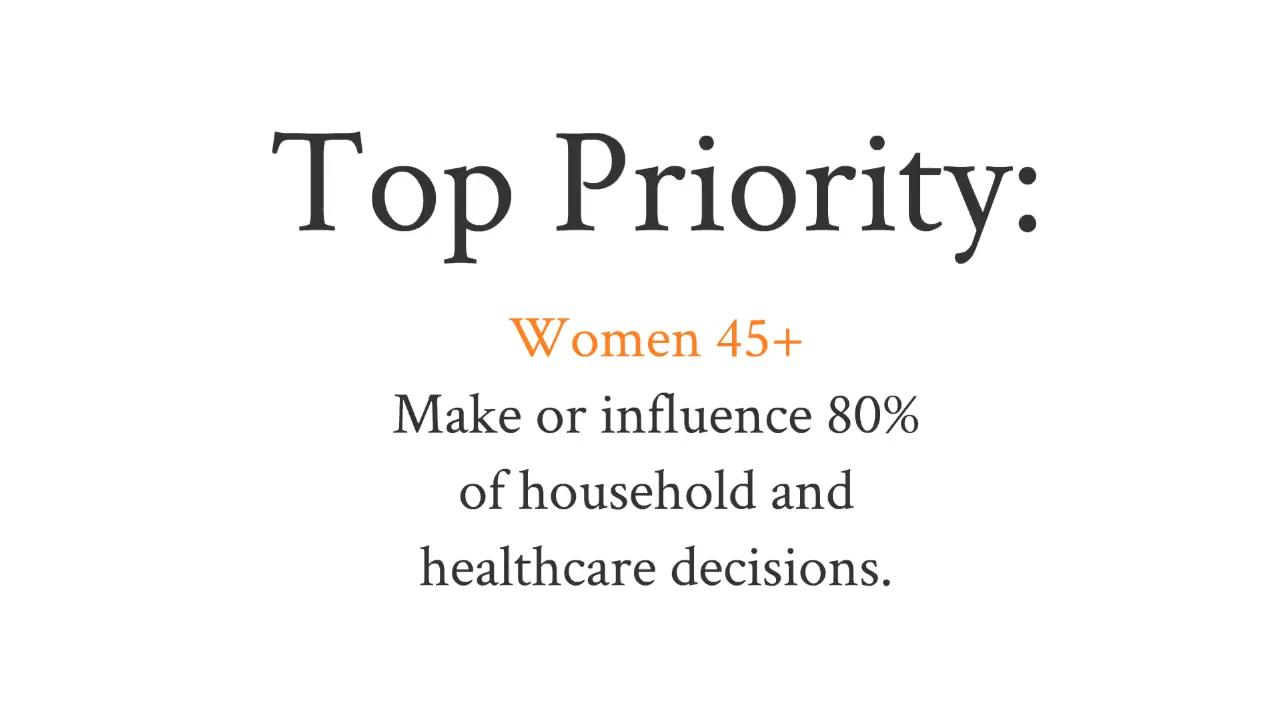 Top Priority:
Women 45+
Make or influence 80%
of household and
healthcare decisions.